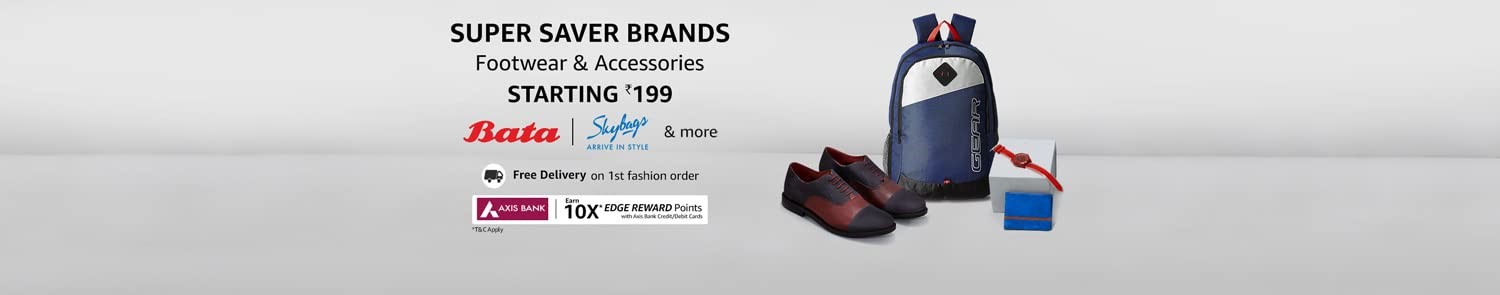 SUPER SAVER BRANDS
Footwear & Accessories
STARTING ₹199
Bata | Skybags & more
ARRIVE IN STYLE
Free Delivery on 1st fashion order
AXIS BANK | Earn 10X* EDGE REWARD Points
with Axis Bank Credit/Debit Cards
*T&C Apply
GEAR